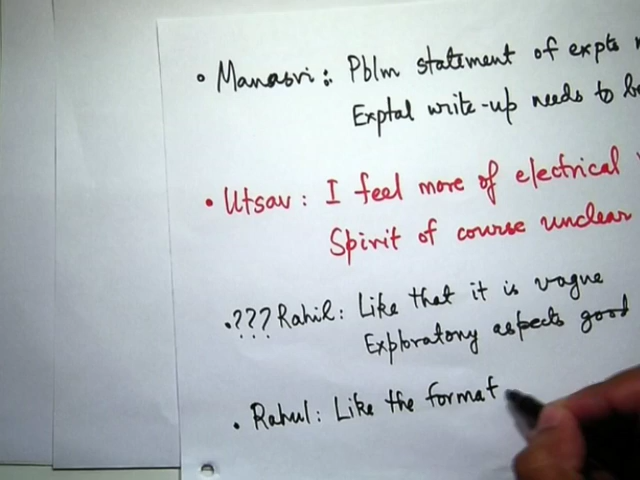 • Manasvi: Pblm statement of expts
Exptal write-up needs to be
• Utsav: I feel more of electrical
Spirit of course unclear
• ??? Rahil: Like that it is vague
Exploratory aspects good
• Rahul: Like the format